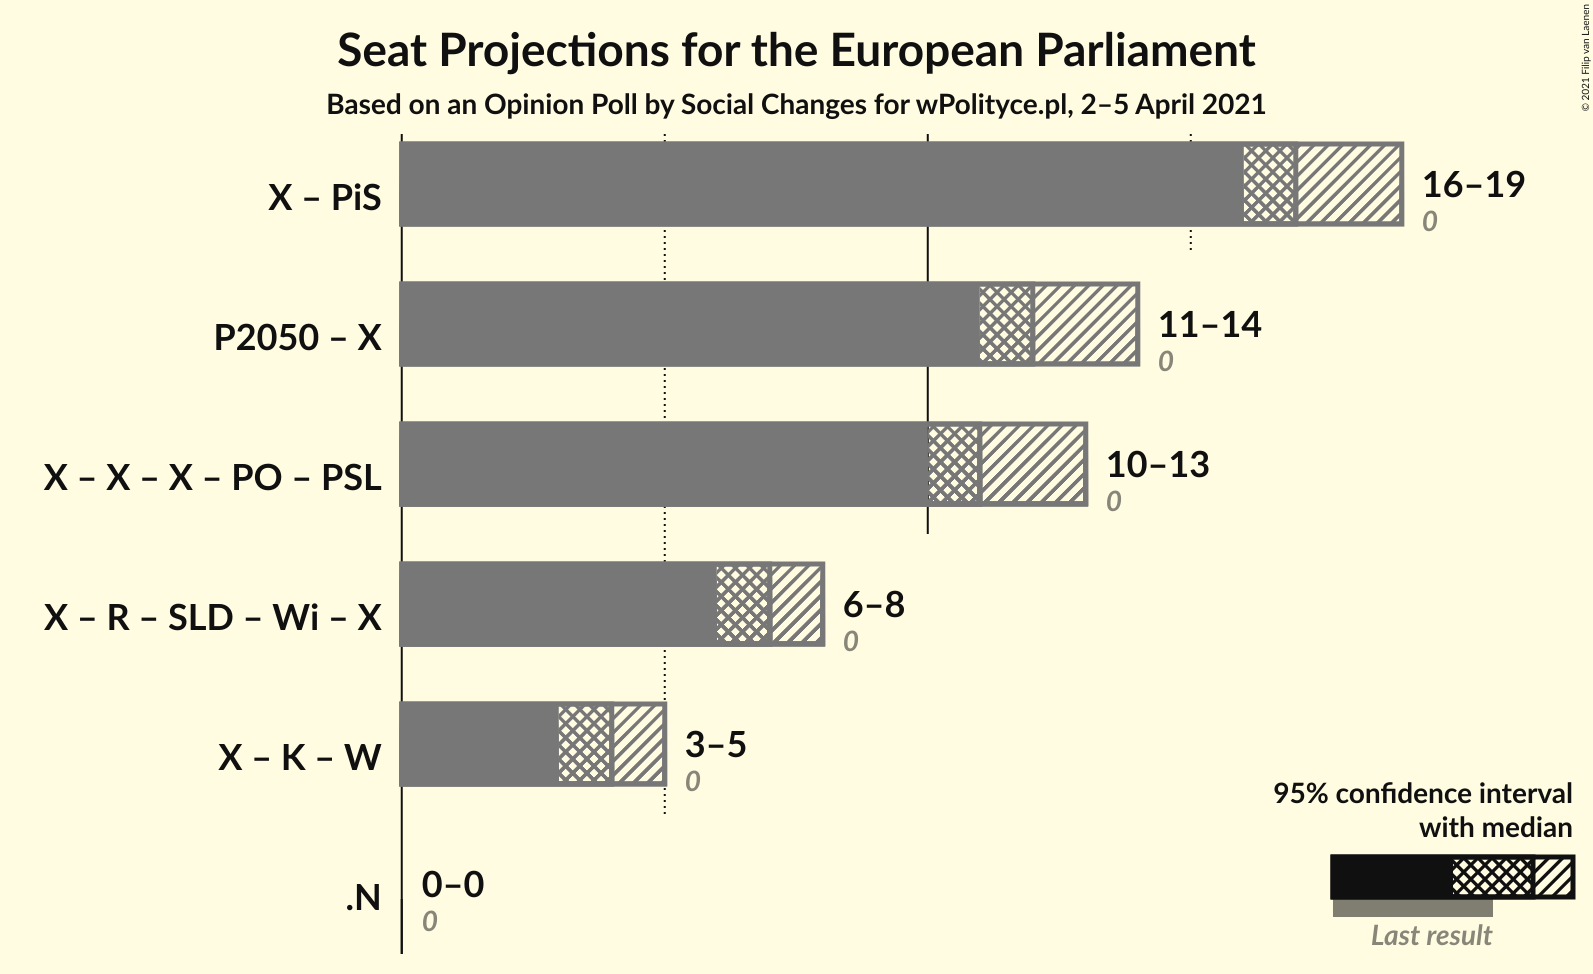 Seat Projections for the European Parliament
Based on an Opinion Poll by Social Changes for wPolityce.pl, 2–5 April 2021
© 2021 Filip van Laenen
X – PiS
16–19
0
P2050 – X
11–14
0
X – X – X – PO – PSL
10–13
0
X – R – SLD – Wi – X
6–8
0
X – K – W
3–5
0
.N
0–0
0
95% confidence interval
with median
Last result